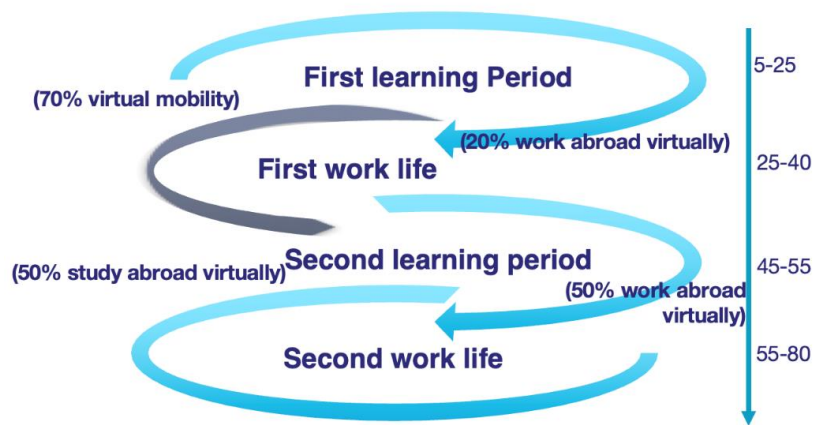 First learning Period
5-25
(70% virtual mobility)
(20% work abroad virtually)
First work life
25-40
Second learning period
(50% study abroad virtually)
45-55
(50% work abroad
virtually)
Second work life
55-80